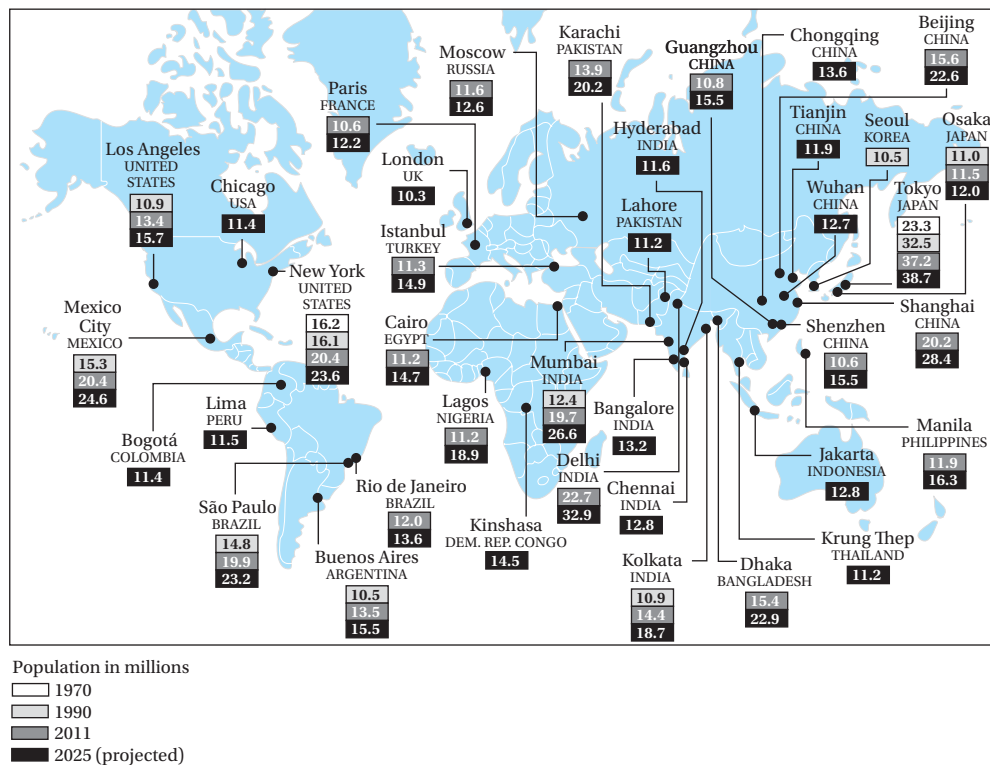 Los Angeles
UNITED
STATES
10.9
13.4
15.7
Chicago
USA
11.4
New York
UNITED
STATES
16.2
16.1
20.4
23.6
Mexico
City
MEXICO
15.3
20.4
24.6
Bogotá
COLOMBIA
11.4
Lima
PERU
11.5
São Paulo
BRAZIL
14.8
19.9
23.2
Rio de Janeiro
BRAZIL
12.0
13.6
Buenos Aires
ARGENTINA
10.5
13.5
15.5
Paris
FRANCE
10.6
12.2
Moscow
RUSSIA
11.6
12.6
London
UK
10.3
Istanbul
TURKEY
11.3
14.9
Cairo
EGYPT
11.2
14.7
Lagos
NIGERIA
11.2
18.9
Kinshasa
DEM. REP. CONGO
14.5
Karachi
PAKISTAN
13.9
20.2
Guangzhou
CHINA
10.8
15.5
Hyderabad
INDIA
11.6
Lahore
PAKISTAN
11.2
Mumbai
INDIA
12.4
19.7
26.6
Delhi
INDIA
22.7
32.9
Bangalore
INDIA
13.2
Chennai
INDIA
12.8
Kolkata
INDIA
10.9
14.4
18.7
Dhaka
BANGLADESH
15.4
22.9
Chongqing
CHINA
13.6
Beijing
CHINA
15.6
22.6
Tianjin
CHINA
11.9
Seoul
KOREA
10.5
Osaka
JAPAN
11.0
11.5
12.0
Wuhan
CHINA
12.7
Tokyo
JAPAN
23.3
32.5
37.2
38.7
Shanghai
CHINA
20.2
28.4
Shenzhen
CHINA
10.6
15.5
Manila
PHILIPPINES
11.9
16.3
Jakarta
INDONESIA
12.8
Krung Thep
THAILAND
11.2
Population in millions
1970
1990
2011
2025 (projected)